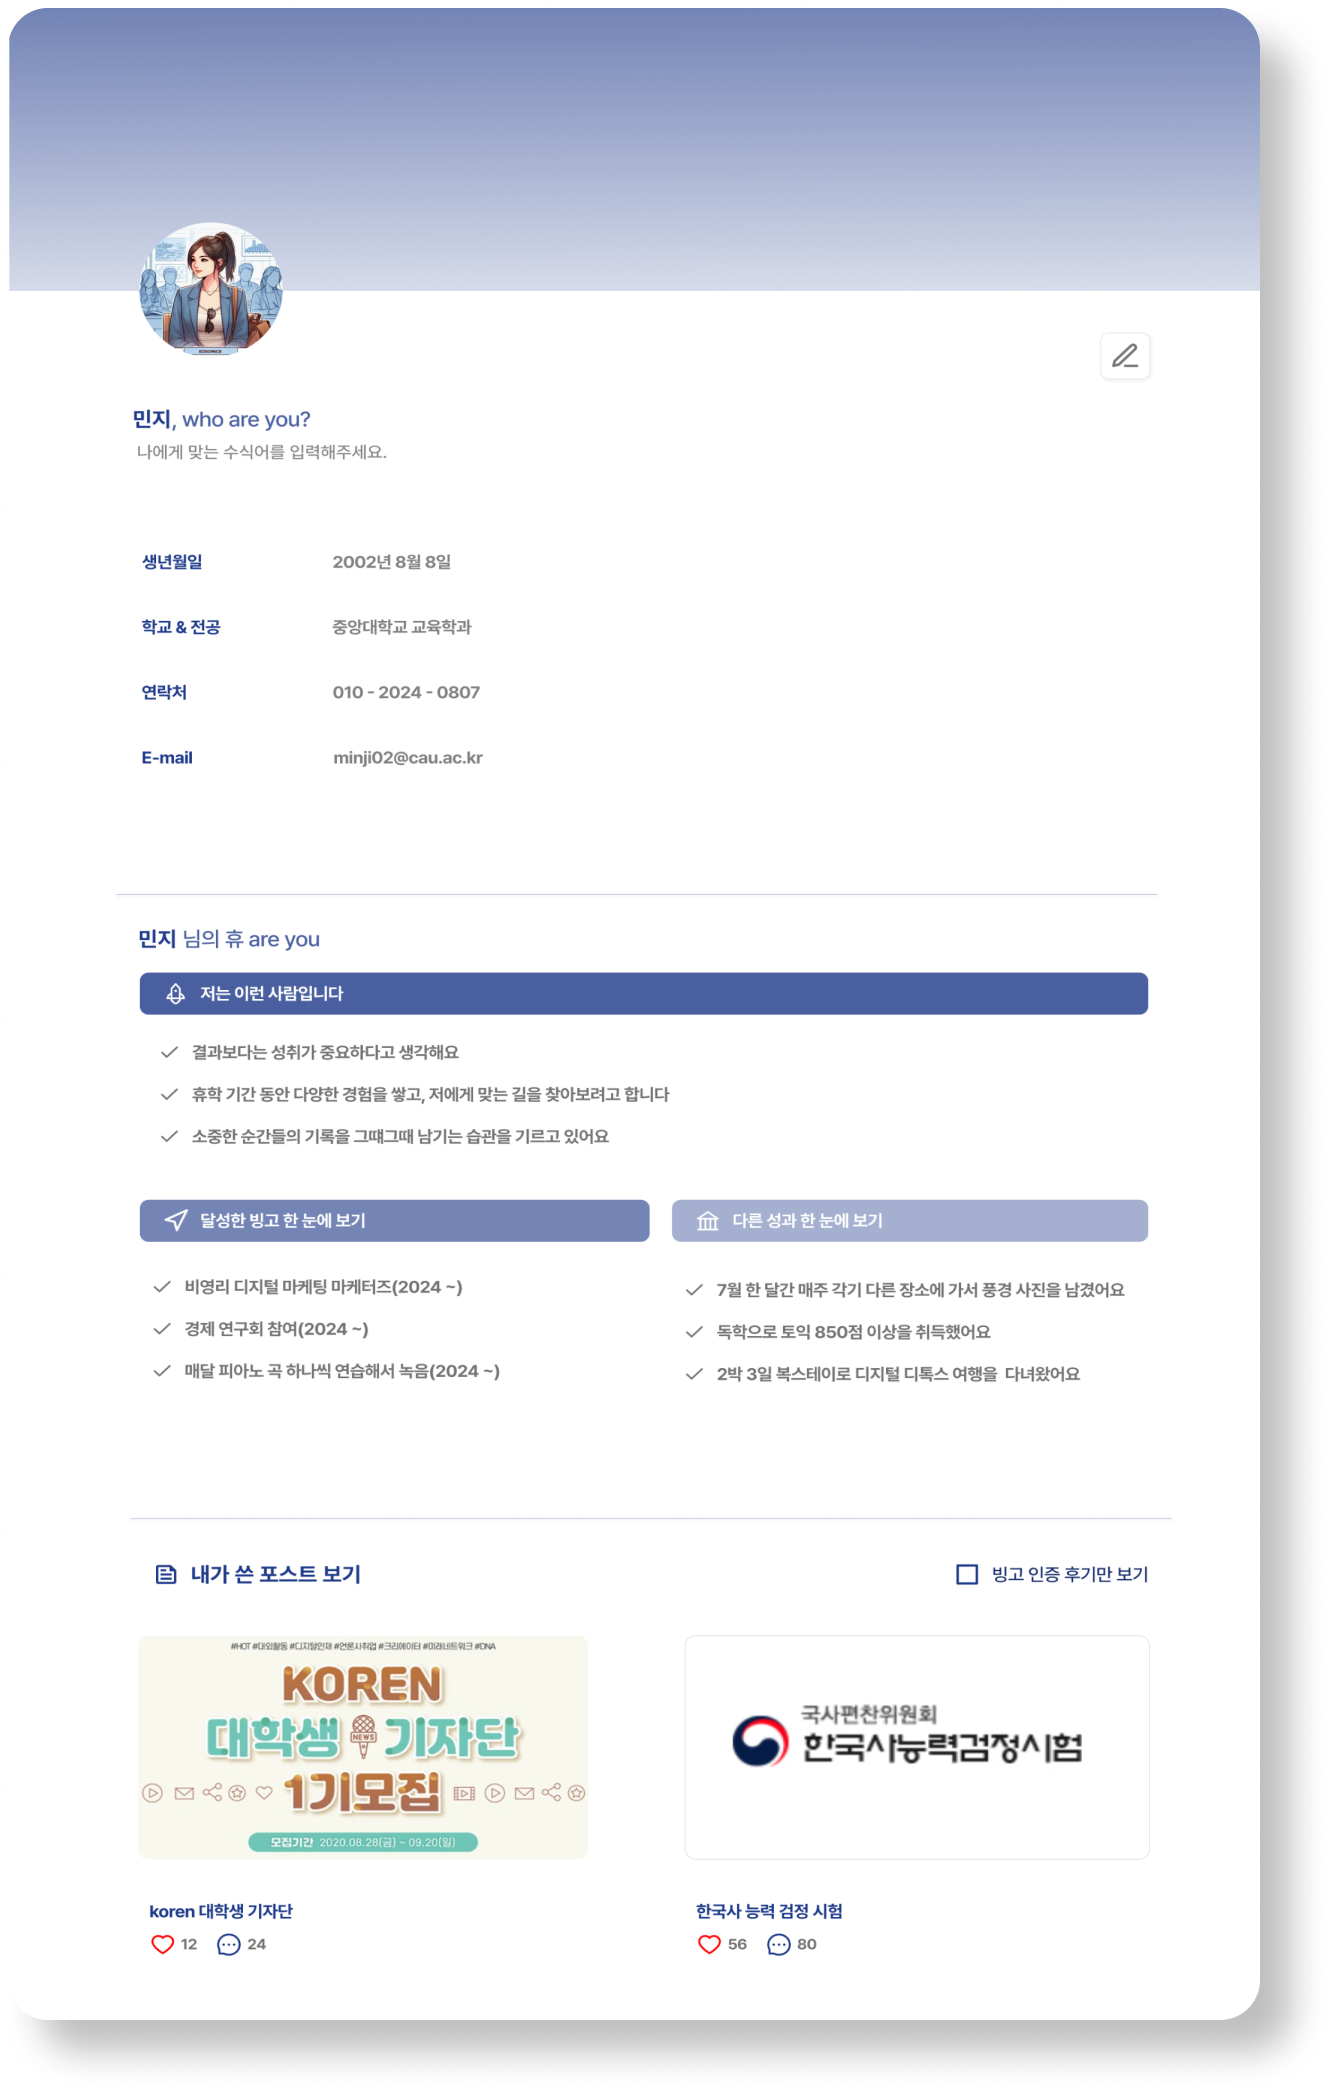 민지, who are you?
나에게 맞는 수식어를 입력해주세요.
생년월일 2002년 8월 8일
학교 & 전공 중앙대학교 교육학과
연락처 010 - 2024 - 0807
E-mail minji02@cau.ac.kr
민지 님의 휴 are you
저는 이런 사람입니다
결과보다는 성취가 중요하다고 생각해요
휴학 기간 동안 다양한 경험을 쌓고, 저에게 맞는 길을 찾아보려고 합니다
소중한 순간들의 기록을 그떄그때 남기는 습관을 기르고 있어요
달성한 빙고 한 눈에 보기
비영리 디지털 마케팅 마케터즈(2024 ~)
경제 연구회 참여(2024 ~)
매달 피아노 곡 하나씩 연습해서 녹음(2024 ~)
다른 성과 한 눈에 보기
7월 한 달간 매주 각기 다른 장소에 가서 풍경 사진을 남겼어요
독학으로 토익 850점 이상을 취득했어요
2박 3일 복스테이로 디지털 디톡스 여행을 다녀왔어요
내가 쓴 포스트 보기
빙고 인증 후기만 보기
#HOT #대외활동 #디지털인재 #언론사취업 #크리에이터 #미래네트워크 #DNA
KOREN
대학생 NEWS 기자단
1기모집
모집기간 2020.08.28(금) ~ 09.20(일)
koren 대학생 기자단
12 24
국사편찬위원회
한국사능력검정시험
한국사 능력 검정 시험
56 80